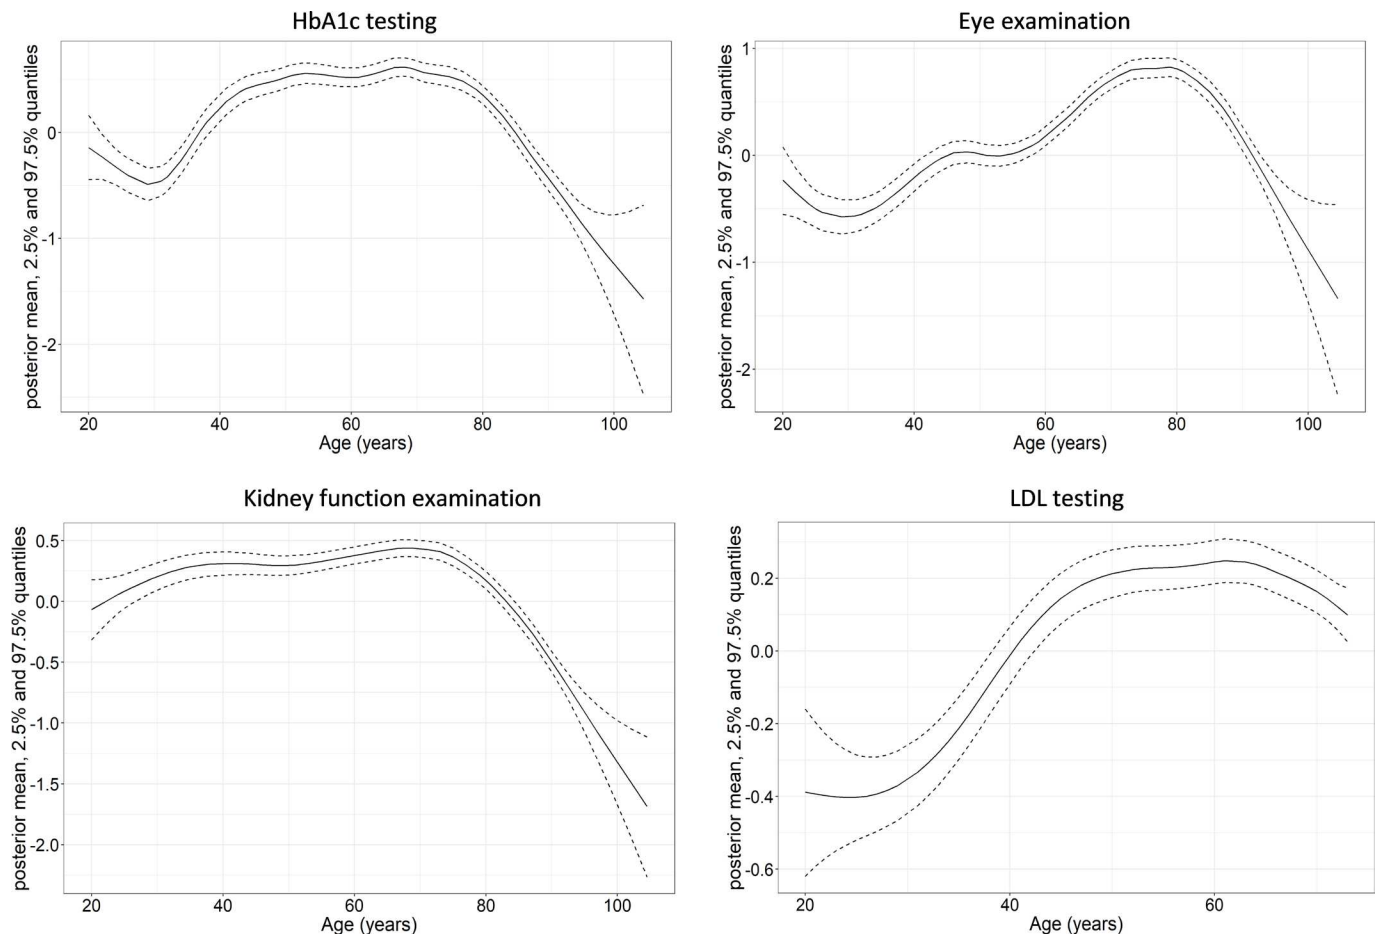 HbA1c testing
posterior mean, 2.5% and 97.5% quantiles
0
-1
-2
20 40 60 80 100
Age (years)
Eye examination
posterior mean, 2.5% and 97.5% quantiles
1
0
-1
-2
20 40 60 80 100
Age (years)
Kidney function examination
posterior mean, 2.5% and 97.5% quantiles
0.5
0.0
-0.5
-1.0
-1.5
-2.0
20 40 60 80 100
Age (years)
LDL testing
posterior mean, 2.5% and 97.5% quantiles
0.2
0.0
-0.2
-0.4
-0.6
20 40 60
Age (years)